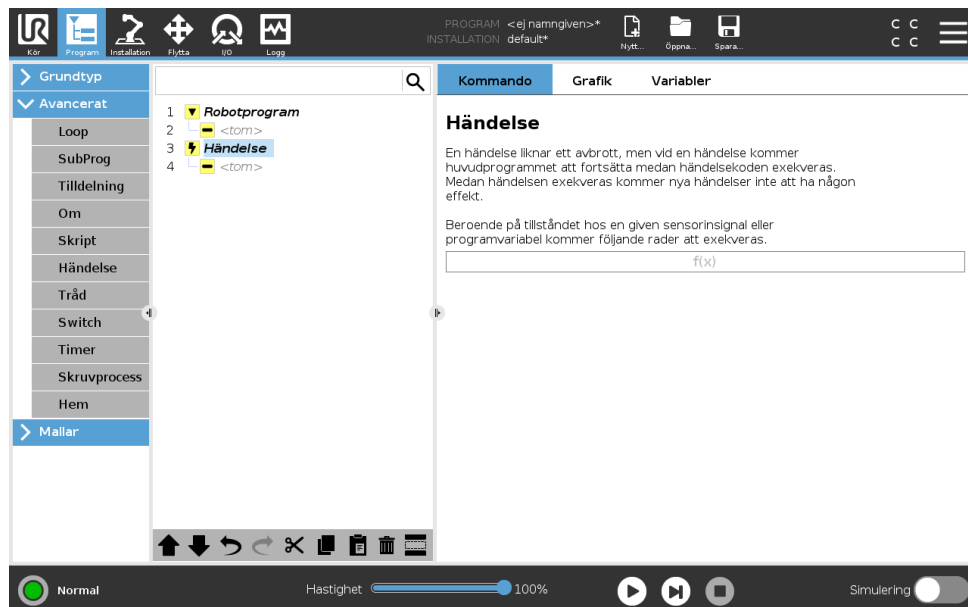 PROGRAM <ej namngiven>*
INSTALLATION default*
Kör
Program
Installation
Flytta
I/O
Logg
Nytt...
Öppna...
Spara...
C C
C C
Grundtyp
Avancerat
Loop
SubProg
Tilldelning
Om
Skript
Händelse
Tråd
Switch
Timer
Skruvprocess
Hem
Mallar
1 Robotprogram
2 <tom>
3 Händelse
4 <tom>
Kommando Grafik Variabler
Händelse
En händelse liknar ett avbrott, men vid en händelse kommer
huvudprogrammet att fortsätta medan händelsekoden exekveras.
Medan händelsen exekveras kommer nya händelser inte att ha någon
effekt.
Beroende på tillståndet hos en given sensorinsignal eller
programvariabel kommer följande rader att exekveras.
f(x)
Normal
Hastighet
100%
Simulering